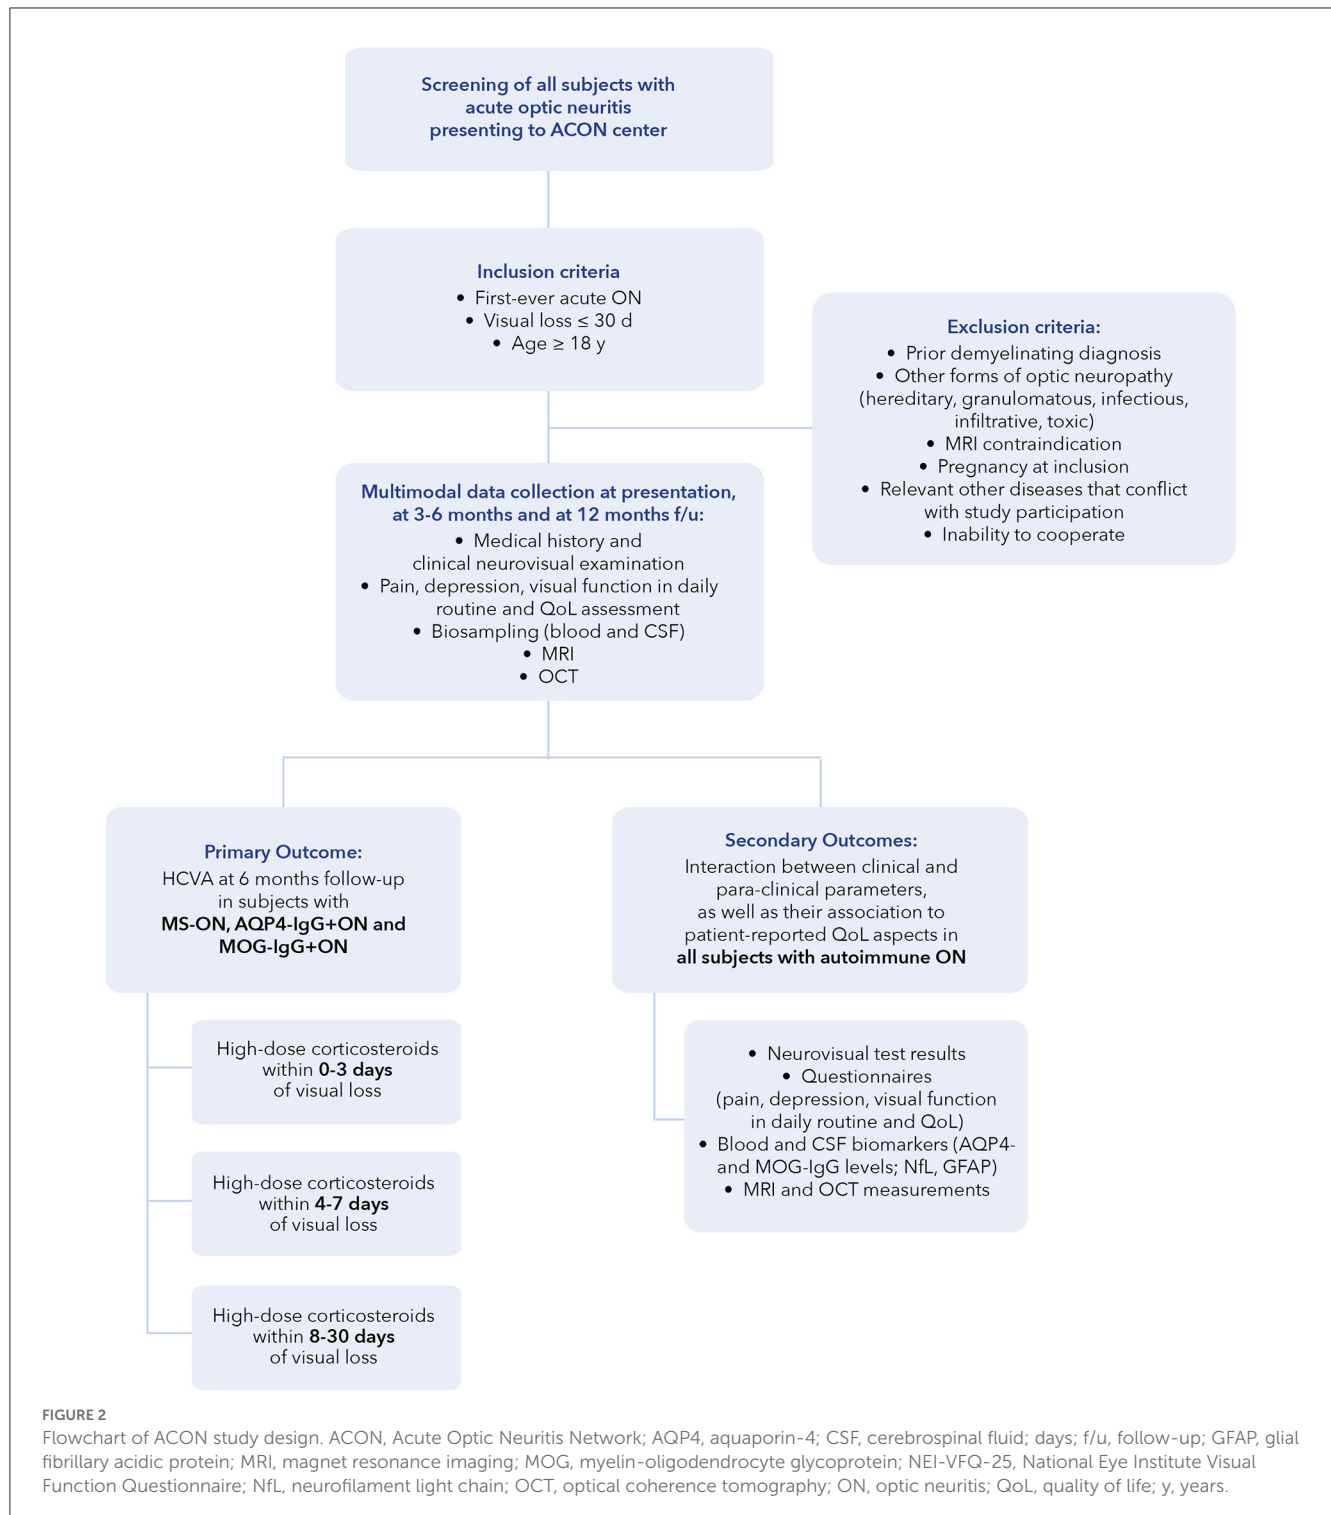 Screening of all subjects with
acute optic neuritis
presenting to ACON center
Inclusion criteria
• First-ever acute ON
• Visual loss ≤ 30 d
• Age ≥ 18 y
Exclusion criteria:
• Prior demyelinating diagnosis
• Other forms of optic neuropathy
(hereditary, granulomatous, infectious,
infiltrative, toxic)
• MRI contraindication
• Pregnancy at inclusion
• Relevant other diseases that conflict
with study participation
• Inability to cooperate
Multimodal data collection at presentation,
at 3-6 months and at 12 months f/u:
• Medical history and
clinical neurovisual examination
• Pain, depression, visual function in daily
routine and QoL assessment
• Biosampling (blood and CSF)
• MRI
• OCT
Primary Outcome:
HCVA at 6 months follow-up
in subjects with
MS-ON, AQP4-IgG+ON and
MOG-IgG+ON
High-dose corticosteroids
within 0-3 days
of visual loss
High-dose corticosteroids
within 4-7 days
of visual loss
High-dose corticosteroids
within 8-30 days
of visual loss
Secondary Outcomes:
Interaction between clinical and
para-clinical parameters,
as well as their association to
patient-reported QoL aspects in
all subjects with autoimmune ON
• Neurovisual test results
• Questionnaires
(pain, depression, visual function
in daily routine and QoL)
• Blood and CSF biomarkers (AQP4-
and MOG-IgG levels; NfL, GFAP)
• MRI and OCT measurements
FIGURE 2
Flowchart of ACON study design. ACON, Acute Optic Neuritis Network; AQP4, aquaporin-4; CSF, cerebrospinal fluid; days; f/u, follow-up; GFAP, glial
fibrillary acidic protein; MRI, magnet resonance imaging; MOG, myelin-oligodendrocyte glycoprotein; NEI-VFQ-25, National Eye Institute Visual
Function Questionnaire; NfL, neurofilament light chain; OCT, optical coherence tomography; ON, optic neuritis; QoL, quality of life; y, years.